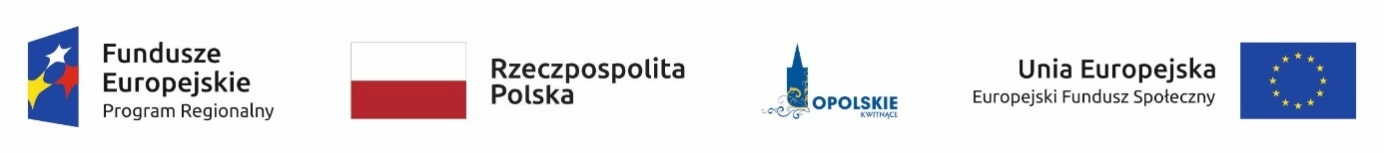 Fundusze
Europejskie
Program Regionalny
Rzeczpospolita
Polska
OPOLSKIE
KWITNĄCE
Unia Europejska
Europejski Fundusz Społeczny